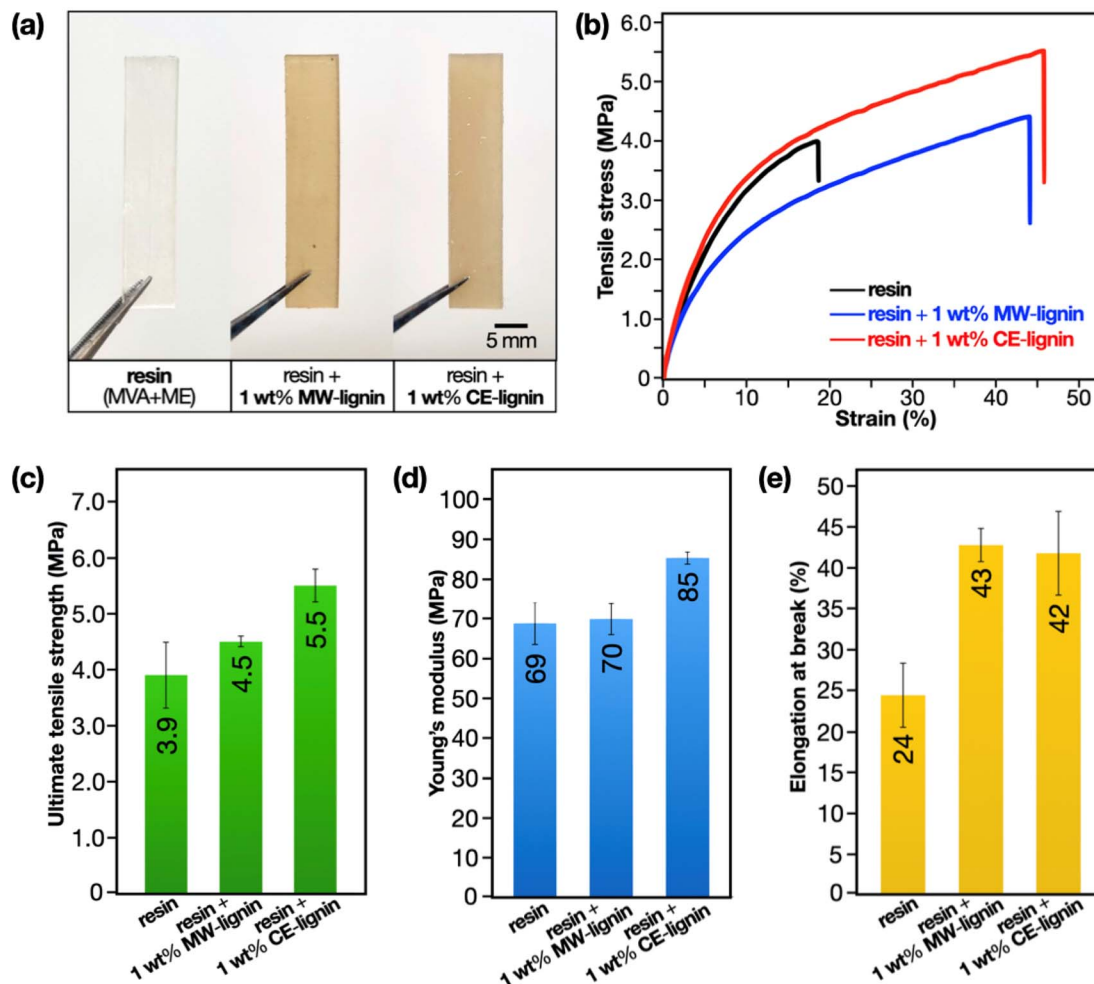 (a)
resin
(MVA+ME)
resin +
1 wt% MW-lignin
resin +
1 wt% CE-lignin
5 mm
(b)
Tensile stress (MPa)
6.0
5.0
4.0
3.0
2.0
1.0
0
0
10
20
30
40
50
Strain (%)
resin
resin + 1 wt% MW-lignin
resin + 1 wt% CE-lignin
(c)
Ultimate tensile strength (MPa)
7.0
6.0
5.0
4.0
3.0
2.0
1.0
0
3.9
4.5
5.5
resin
resin +
1 wt% MW-lignin
resin +
1 wt% CE-lignin
(d)
Young's modulus (MPa)
100
90
80
70
60
50
40
30
20
10
0
69
70
85
resin
resin +
1 wt% MW-lignin
resin +
1 wt% CE-lignin
(e)
Elongation at break (%)
50
45
40
35
30
25
20
15
10
5
0
24
43
42
resin
resin +
1 wt% MW-lignin
resin +
1 wt% CE-lignin